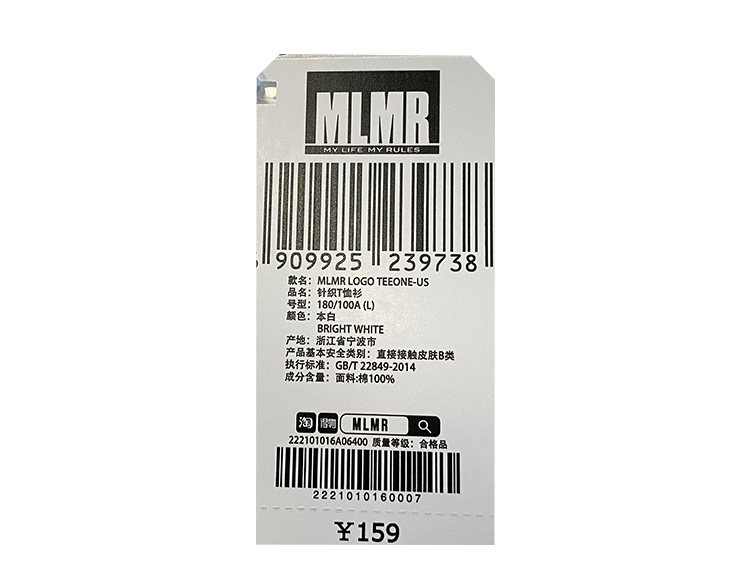 MLMR
MY LIFE MY RULES
909925 239738
款名：MLMR LOGO TEEONE-US
品名：针织T恤衫
号型：180/100A (L)
颜色：本白
BRIGHT WHITE
产地：浙江省宁波市
产品基本安全类别：直接接触皮肤B类
执行标准：GB/T 22849-2014
成分含量：面料:棉100%
淘 得物 MLMR
222101016A06400 质量等级：合格品
2221010160007
￥159